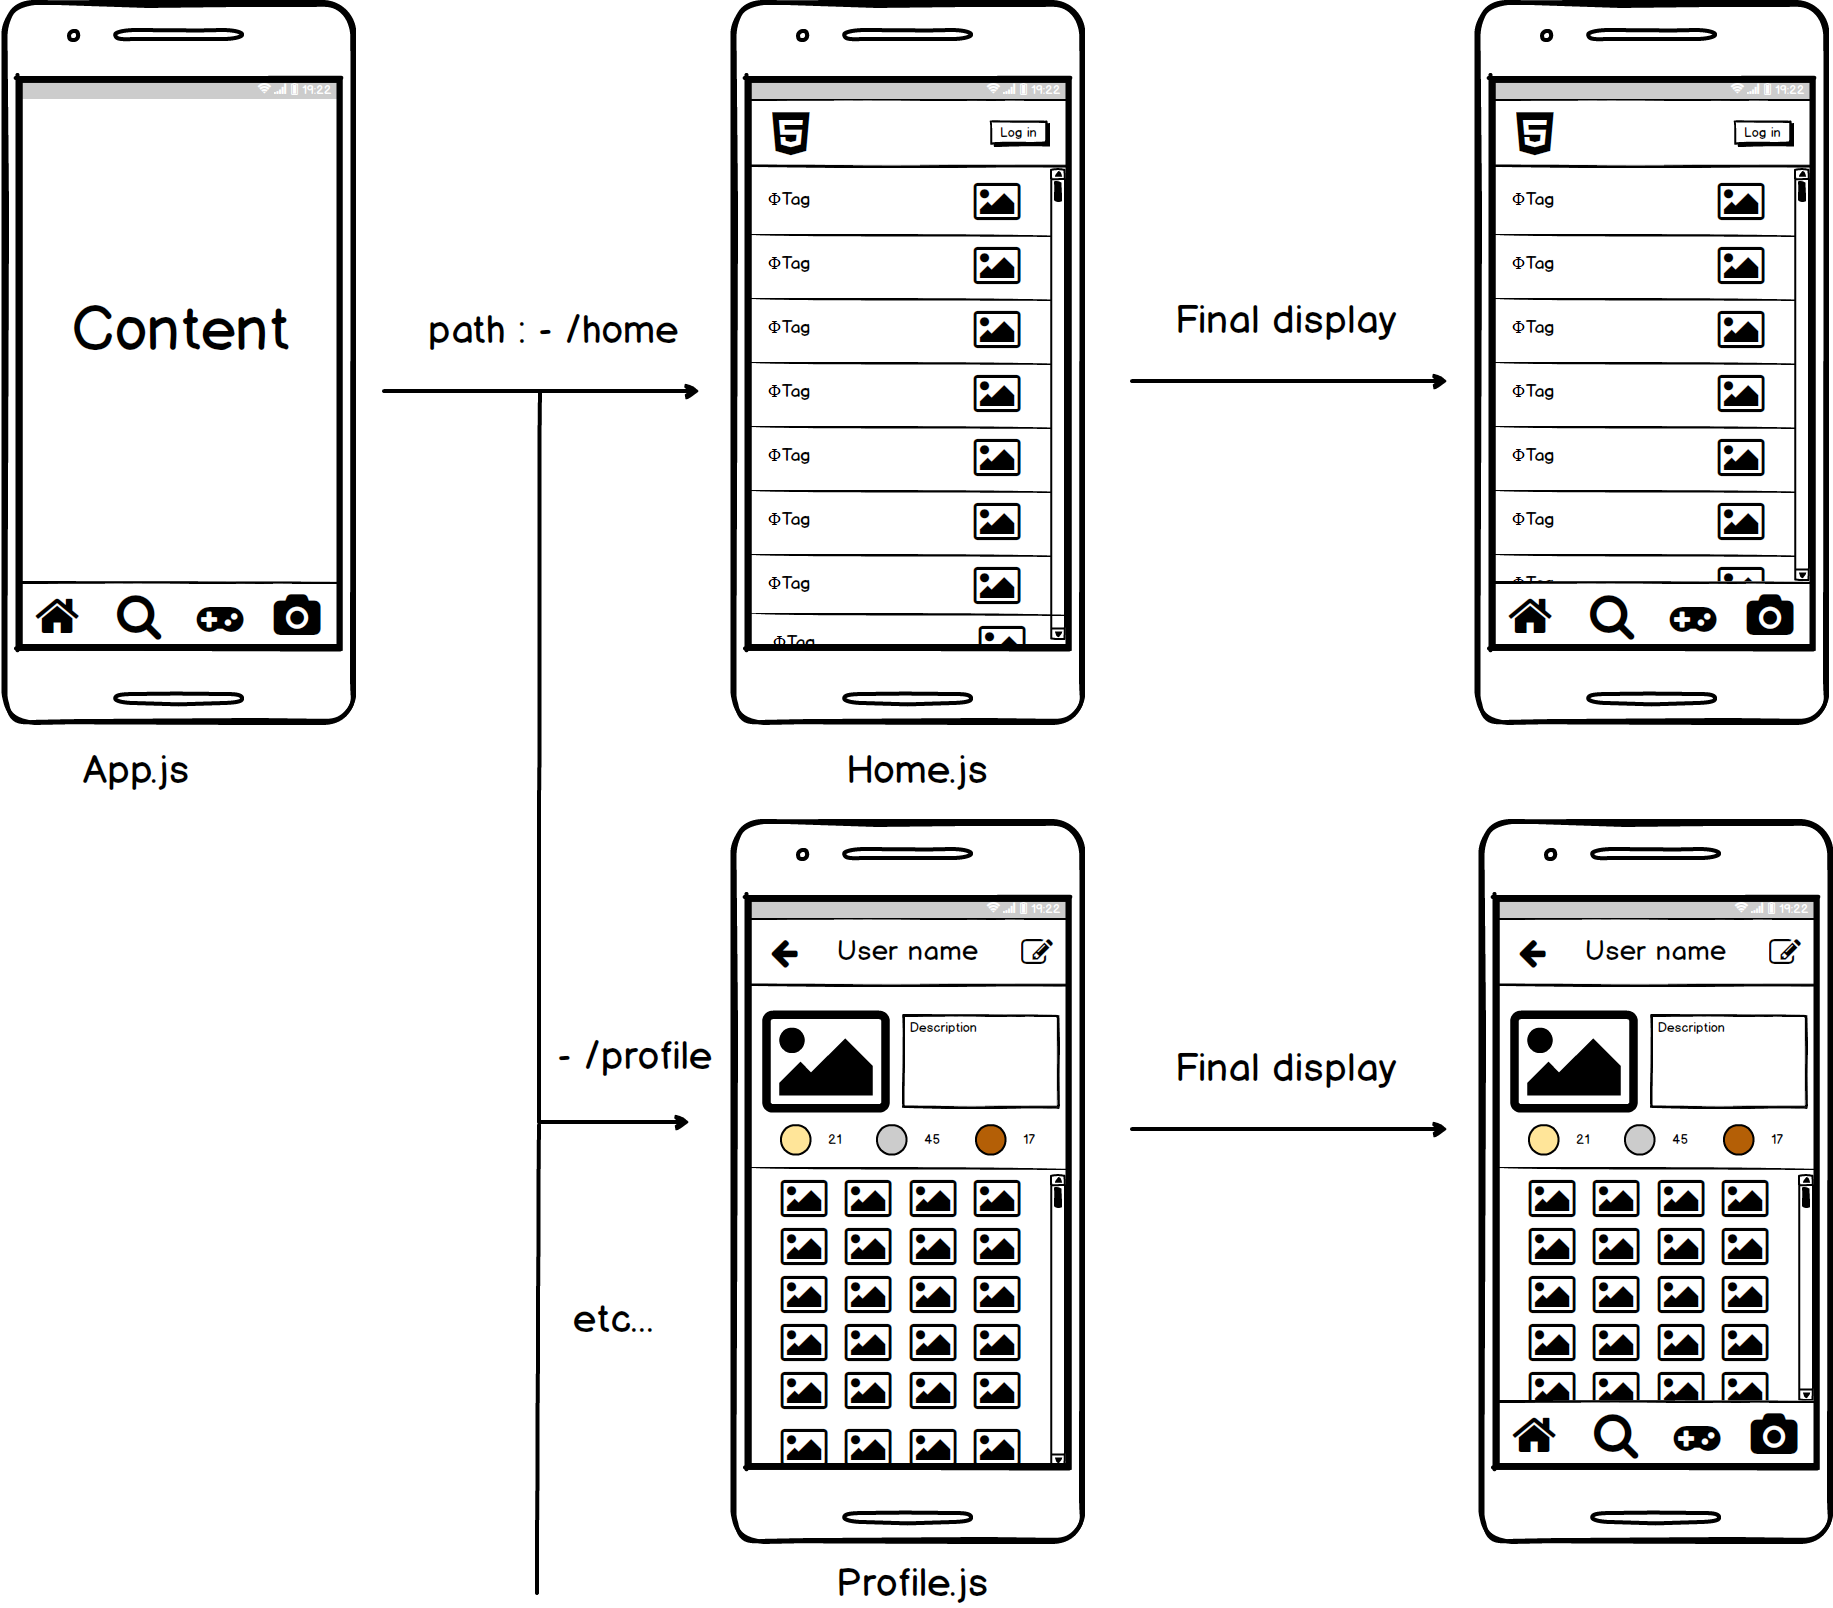 19:22
Content
App.js
path : - /home
19:22
Log in
ΦTag
ΦTag
ΦTag
ΦTag
ΦTag
ΦTag
ΦTag
ΦTag
Home.js
Final display
19:22
Log in
ΦTag
ΦTag
ΦTag
ΦTag
ΦTag
ΦTag
ΦTag
- /profile
etc...
19:22
User name
Description
21 45 17
Profile.js
Final display
19:22
User name
Description
21 45 17